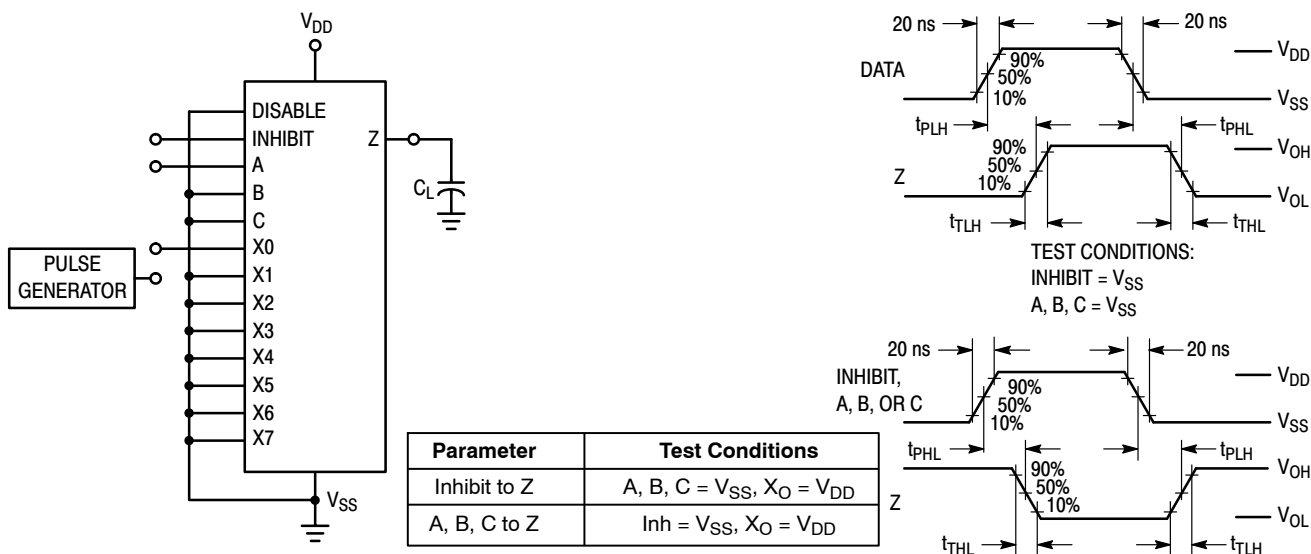 V_DD
DISABLE
INHIBIT
Z
A
B
C_L
C
X0
PULSE
GENERATOR
X1
X2
X3
X4
X5
X6
X7
V_SS
Parameter Test Conditions
Inhibit to Z A, B, C = V_SS, X_O = V_DD
A, B, C to Z Inh = V_SS, X_O = V_DD
20 ns 20 ns
V_DD
DATA
90%
50%
10%
V_SS
t_PLH t_PHL
V_OH
90%
50%
10%
Z
V_OL
t_TLH t_THL
TEST CONDITIONS:
INHIBIT = V_SS
A, B, C = V_SS
20 ns 20 ns
V_DD
INHIBIT,
A, B, OR C
90%
50%
10%
V_SS
t_PHL t_PLH
V_OH
90%
50%
10%
Z
V_OL
t_THL t_TLH